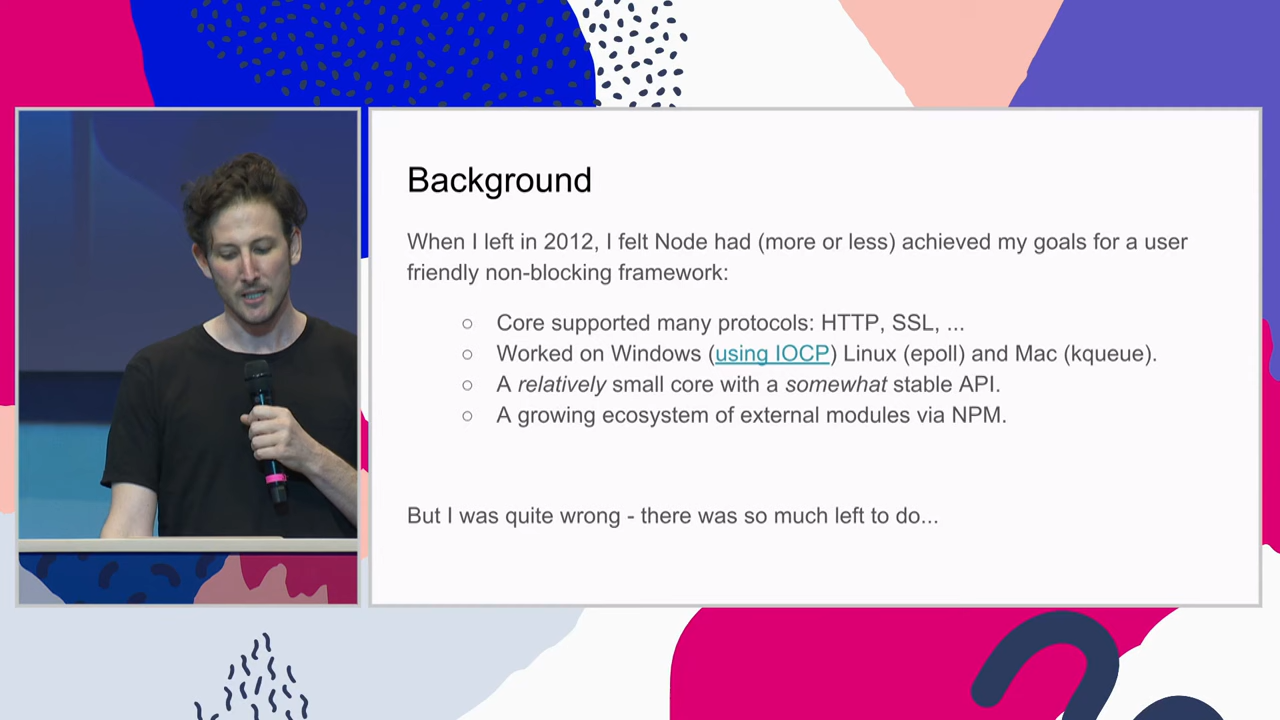 Background
When I left in 2012, I felt Node had (more or less) achieved my goals for a user
friendly non-blocking framework:
○ Core supported many protocols: HTTP, SSL, ...
○ Worked on Windows (using IOCP) Linux (epoll) and Mac (kqueue).
○ A relatively small core with a somewhat stable API.
○ A growing ecosystem of external modules via NPM.
But I was quite wrong - there was so much left to do...